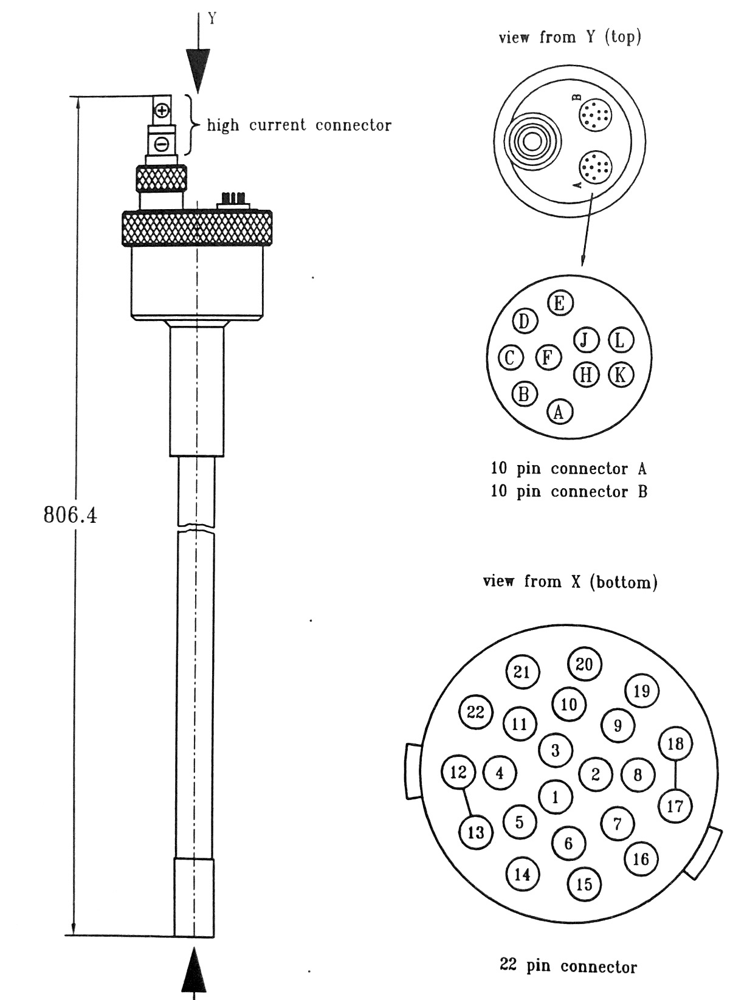 Y
high current connector
806.4
view from Y (top)
B
A
E
D
J L
C F
H K
B
A
10 pin connector A
10 pin connector B
view from X (bottom)
20
21
19
10
22
11 9
18
3
12 4 2 8
1
17
5 7
13
6
16
14
15
22 pin connector